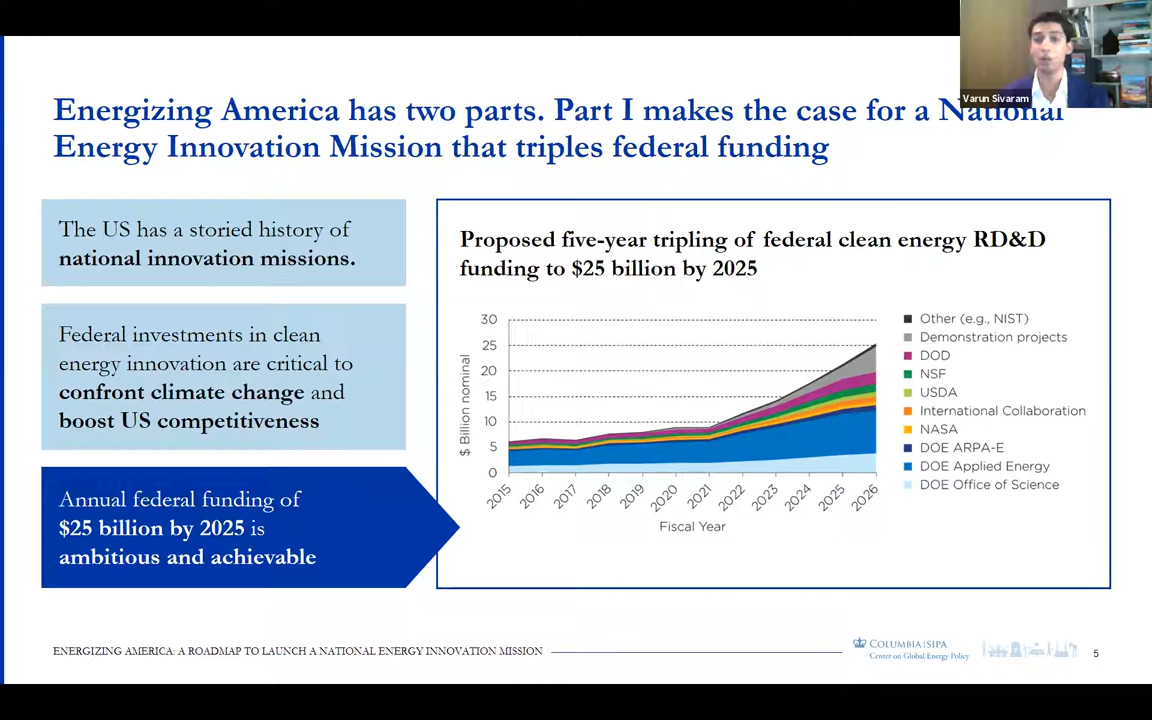 Varun Sivaram
Energizing America has two parts. Part I makes the case for a National
Energy Innovation Mission that triples federal funding
The US has a storied history of
national innovation missions.
Federal investments in clean
energy innovation are critical to
confront climate change and
boost US competitiveness
Annual federal funding of
$25 billion by 2025 is
ambitious and achievable
Proposed five-year tripling of federal clean energy RD&D
funding to $25 billion by 2025
$ Billion nominal
30
25
20
15
10
5
0
2015
2016
2017
2018
2019
2020
2021
2022
2023
2024
2025
2026
Fiscal Year
Other (e.g., NIST)
Demonstration projects
DOD
NSF
USDA
International Collaboration
NASA
DOE ARPA-E
DOE Applied Energy
DOE Office of Science
ENERGIZING AMERICA: A ROADMAP TO LAUNCH A NATIONAL ENERGY INNOVATION MISSION
COLUMBIA | SIPA
Center on Global Energy Policy
5